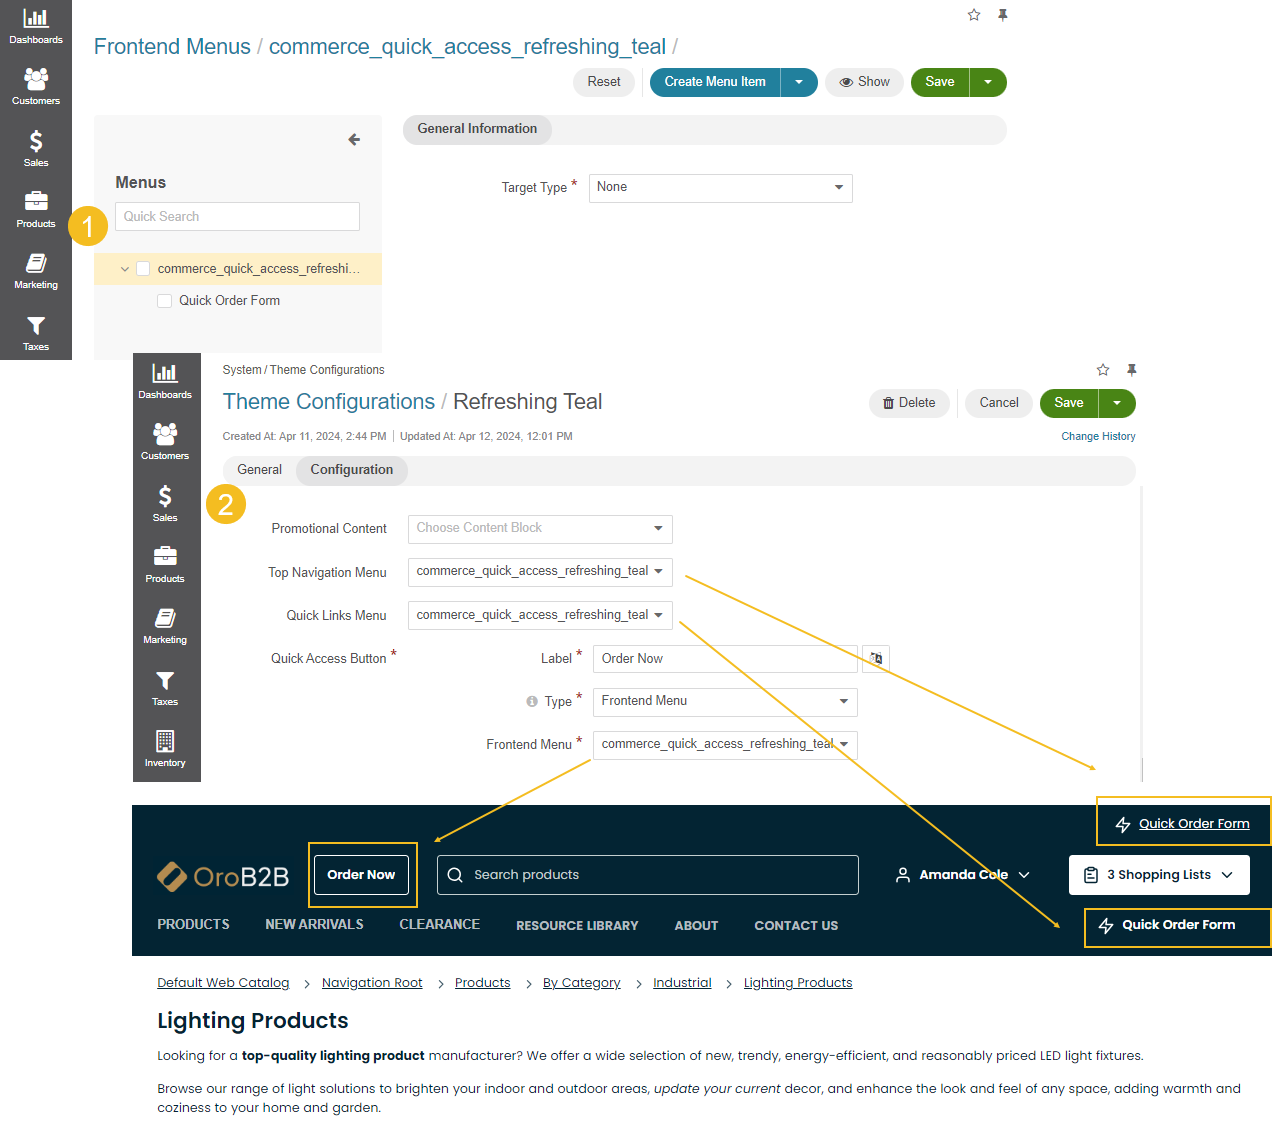 Dashboards
Customers
Sales
Products
Marketing
Taxes
Frontend Menus / commerce_quick_access_refreshing_teal /
Reset
Create Menu Item
Show
Save
Menus
Quick Search
1
commerce_quick_access_refreshi...
Quick Order Form
General Information
Target Type * None
Dashboards
Customers
Sales
Products
Marketing
Taxes
Inventory
System / Theme Configurations
Theme Configurations / Refreshing Teal
Delete
Cancel
Save
Created At: Apr 11, 2024, 2:44 PM | Updated At: Apr 12, 2024, 12:01 PM
Change History
General
Configuration
2
Promotional Content Choose Content Block
Top Navigation Menu commerce_quick_access_refreshing_teal
Quick Links Menu commerce_quick_access_refreshing_teal
Quick Access Button * Label * Order Now
Type * Frontend Menu
Frontend Menu * commerce_quick_access_refreshing_teal
Quick Order Form
OroB2B
Order Now
Search products
Amanda Cole
3 Shopping Lists
PRODUCTS
NEW ARRIVALS
CLEARANCE
RESOURCE LIBRARY
ABOUT
CONTACT US
Quick Order Form
Default Web Catalog > Navigation Root > Products > By Category > Industrial > Lighting Products
Lighting Products
Looking for a top-quality lighting product manufacturer? We offer a wide selection of new, trendy, energy-efficient, and reasonably priced LED light fixtures.
Browse our range of light solutions to brighten your indoor and outdoor areas, update your current decor, and enhance the look and feel of any space, adding warmth and
coziness to your home and garden.